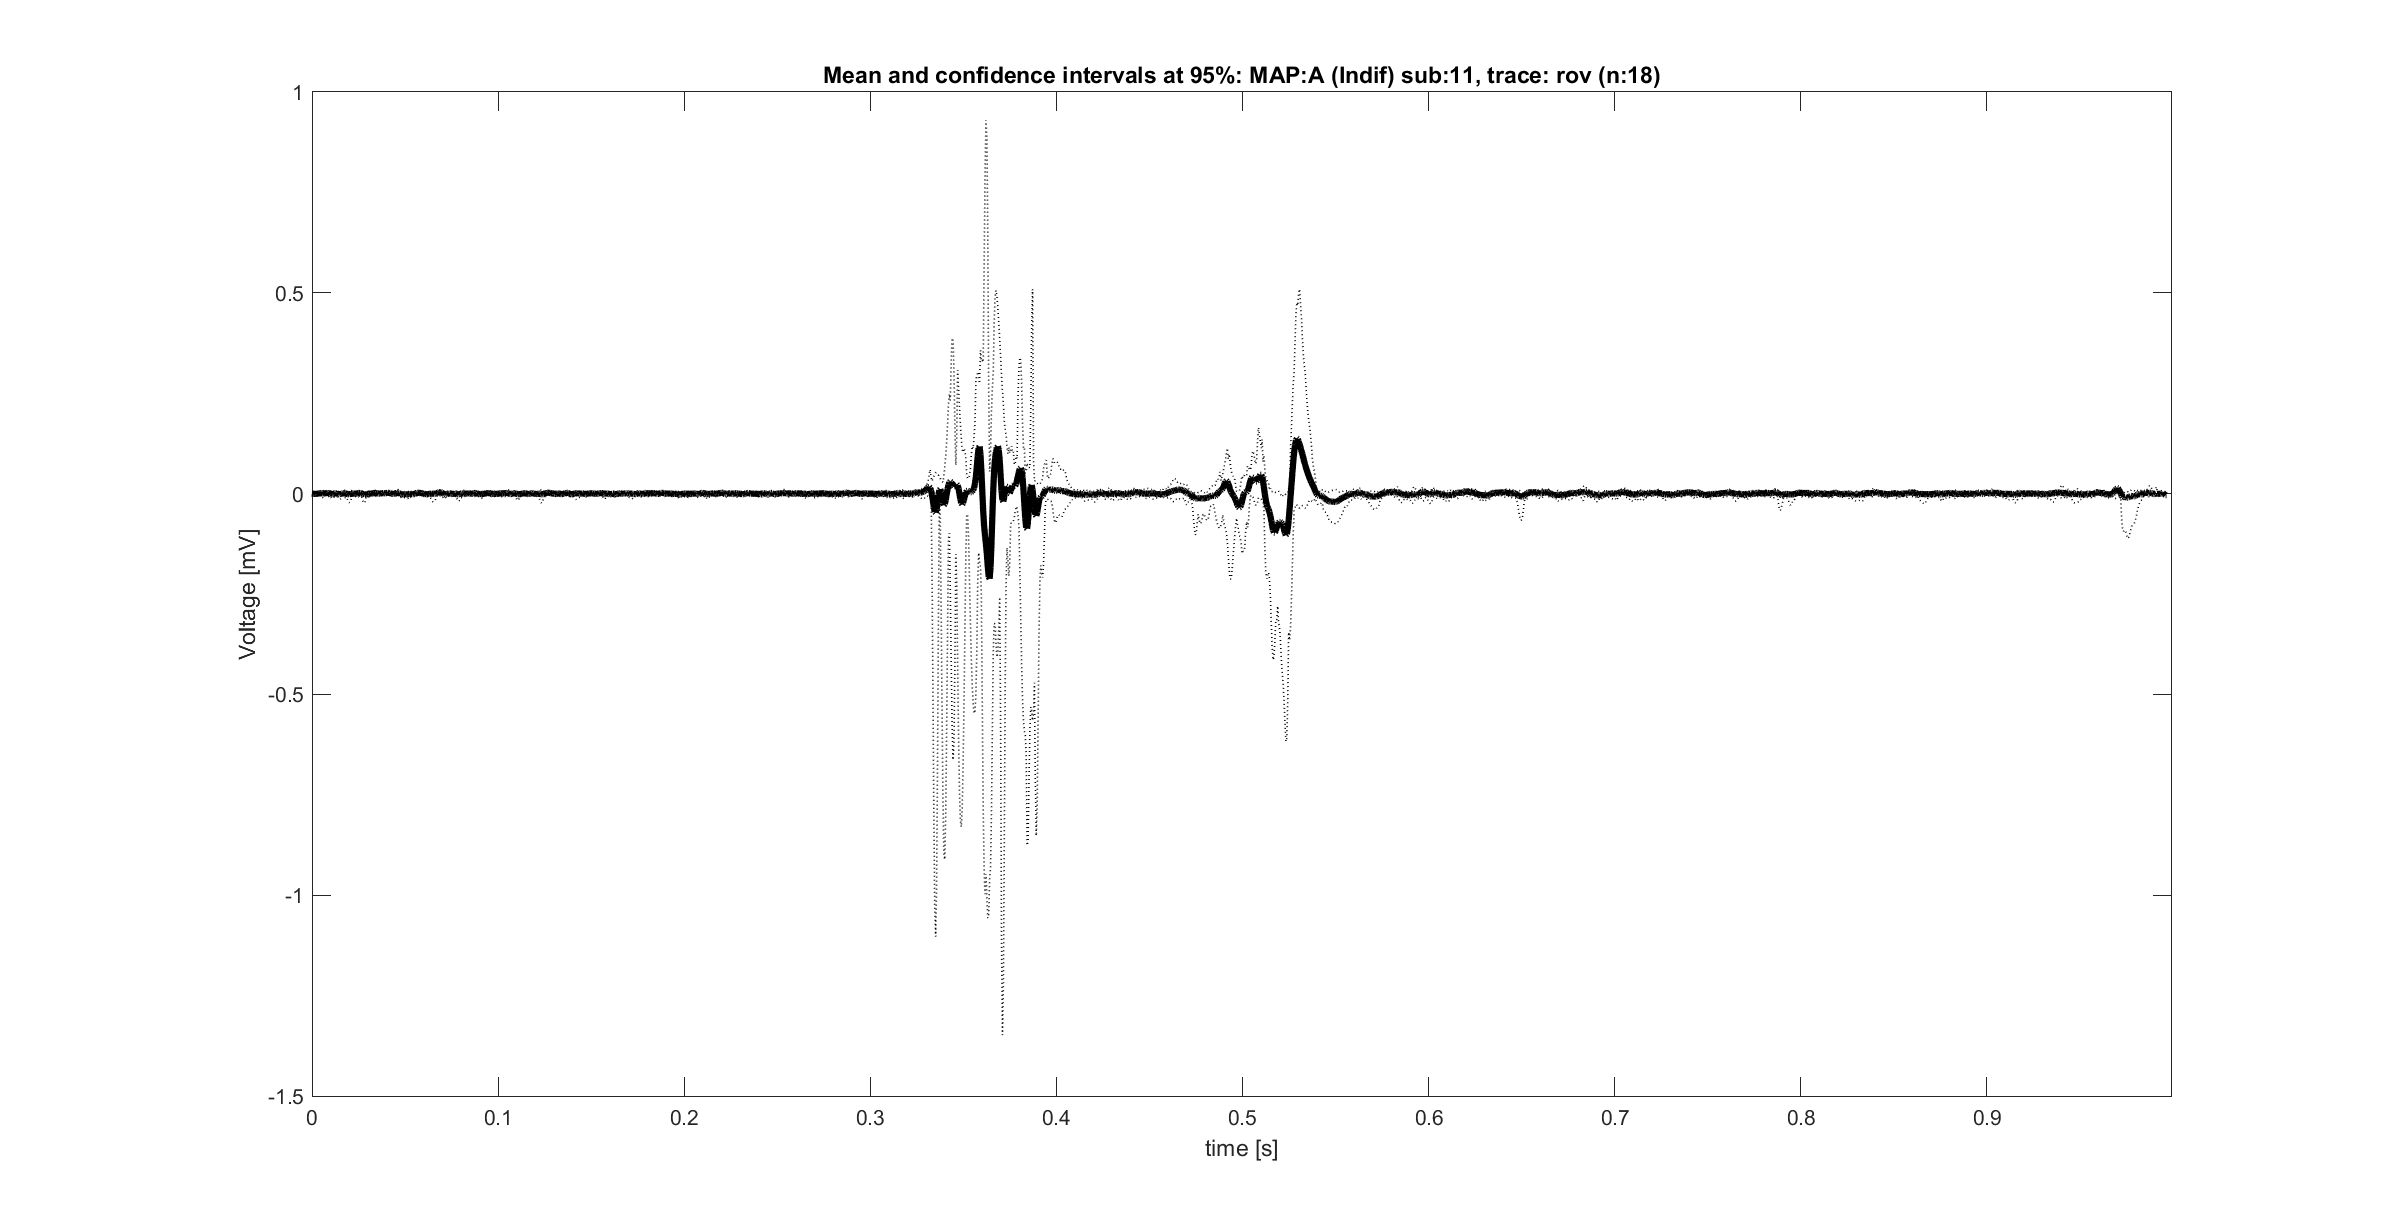 Mean and confidence intervals at 95%: MAP:A (Indif) sub:11, trace: rov (n:18)
1
0.5
0
-0.5
-1
-1.5
Voltage [mV]
0 0.1 0.2 0.3 0.4 0.5 0.6 0.7 0.8 0.9
time [s]